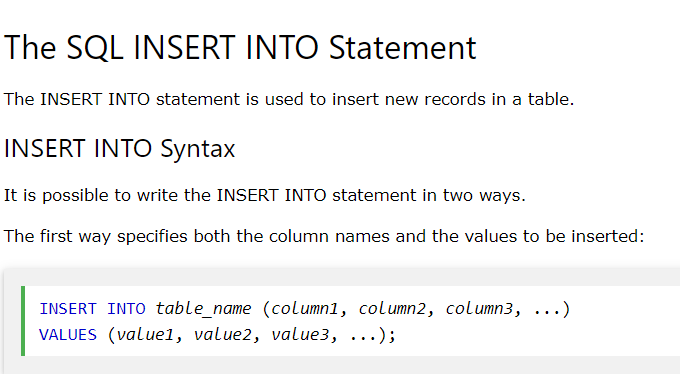 The SQL INSERT INTO Statement
The INSERT INTO statement is used to insert new records in a table.
INSERT INTO Syntax
It is possible to write the INSERT INTO statement in two ways.
The first way specifies both the column names and the values to be inserted:
INSERT INTO table_name (column1, column2, column3, ...)
VALUES (value1, value2, value3, ...);